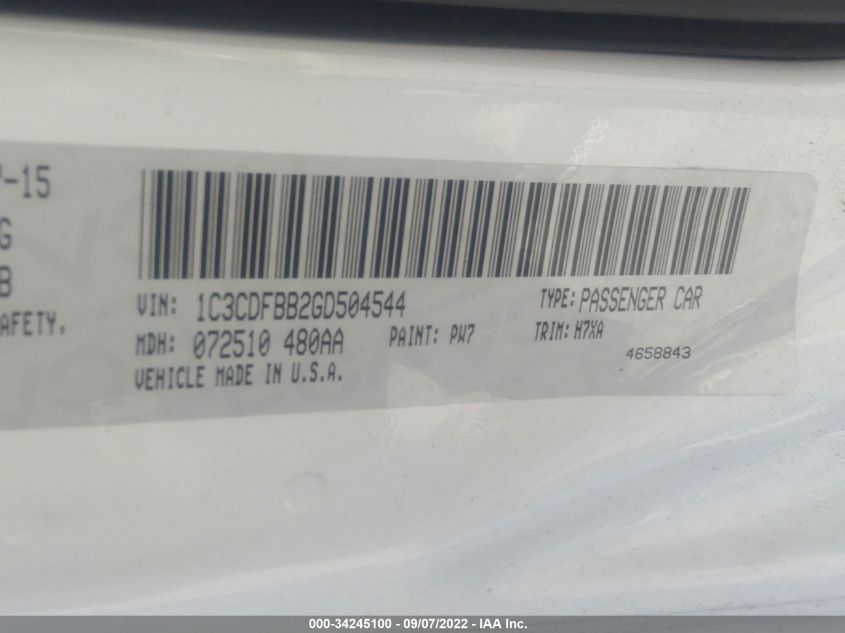 -15
G
B
AFETY,
VIN: 1C3CDFBB2GD504544 TYPE: PASSENGER CAR
MDH: 072510 480AA PAINT: PW7 TRIM: H7XA
VEHICLE MADE IN U.S.A. 4658843
000-34245100 - 09/07/2022 - IAA Inc.